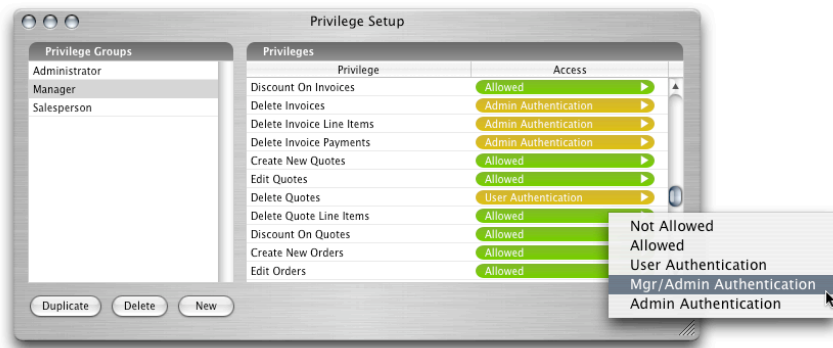 Privilege Setup
Privilege Groups
Administrator
Manager
Salesperson
Privileges
Privilege Access
Discount On Invoices Allowed
Delete Invoices Admin Authentication
Delete Invoice Line Items Admin Authentication
Delete Invoice Payments Admin Authentication
Create New Quotes Allowed
Edit Quotes Allowed
Delete Quotes User Authentication
Delete Quote Line Items Allowed
Discount On Quotes Allowed
Create New Orders Allowed
Edit Orders Allowed
Not Allowed
Allowed
User Authentication
Mgr/Admin Authentication
Admin Authentication
Duplicate Delete New